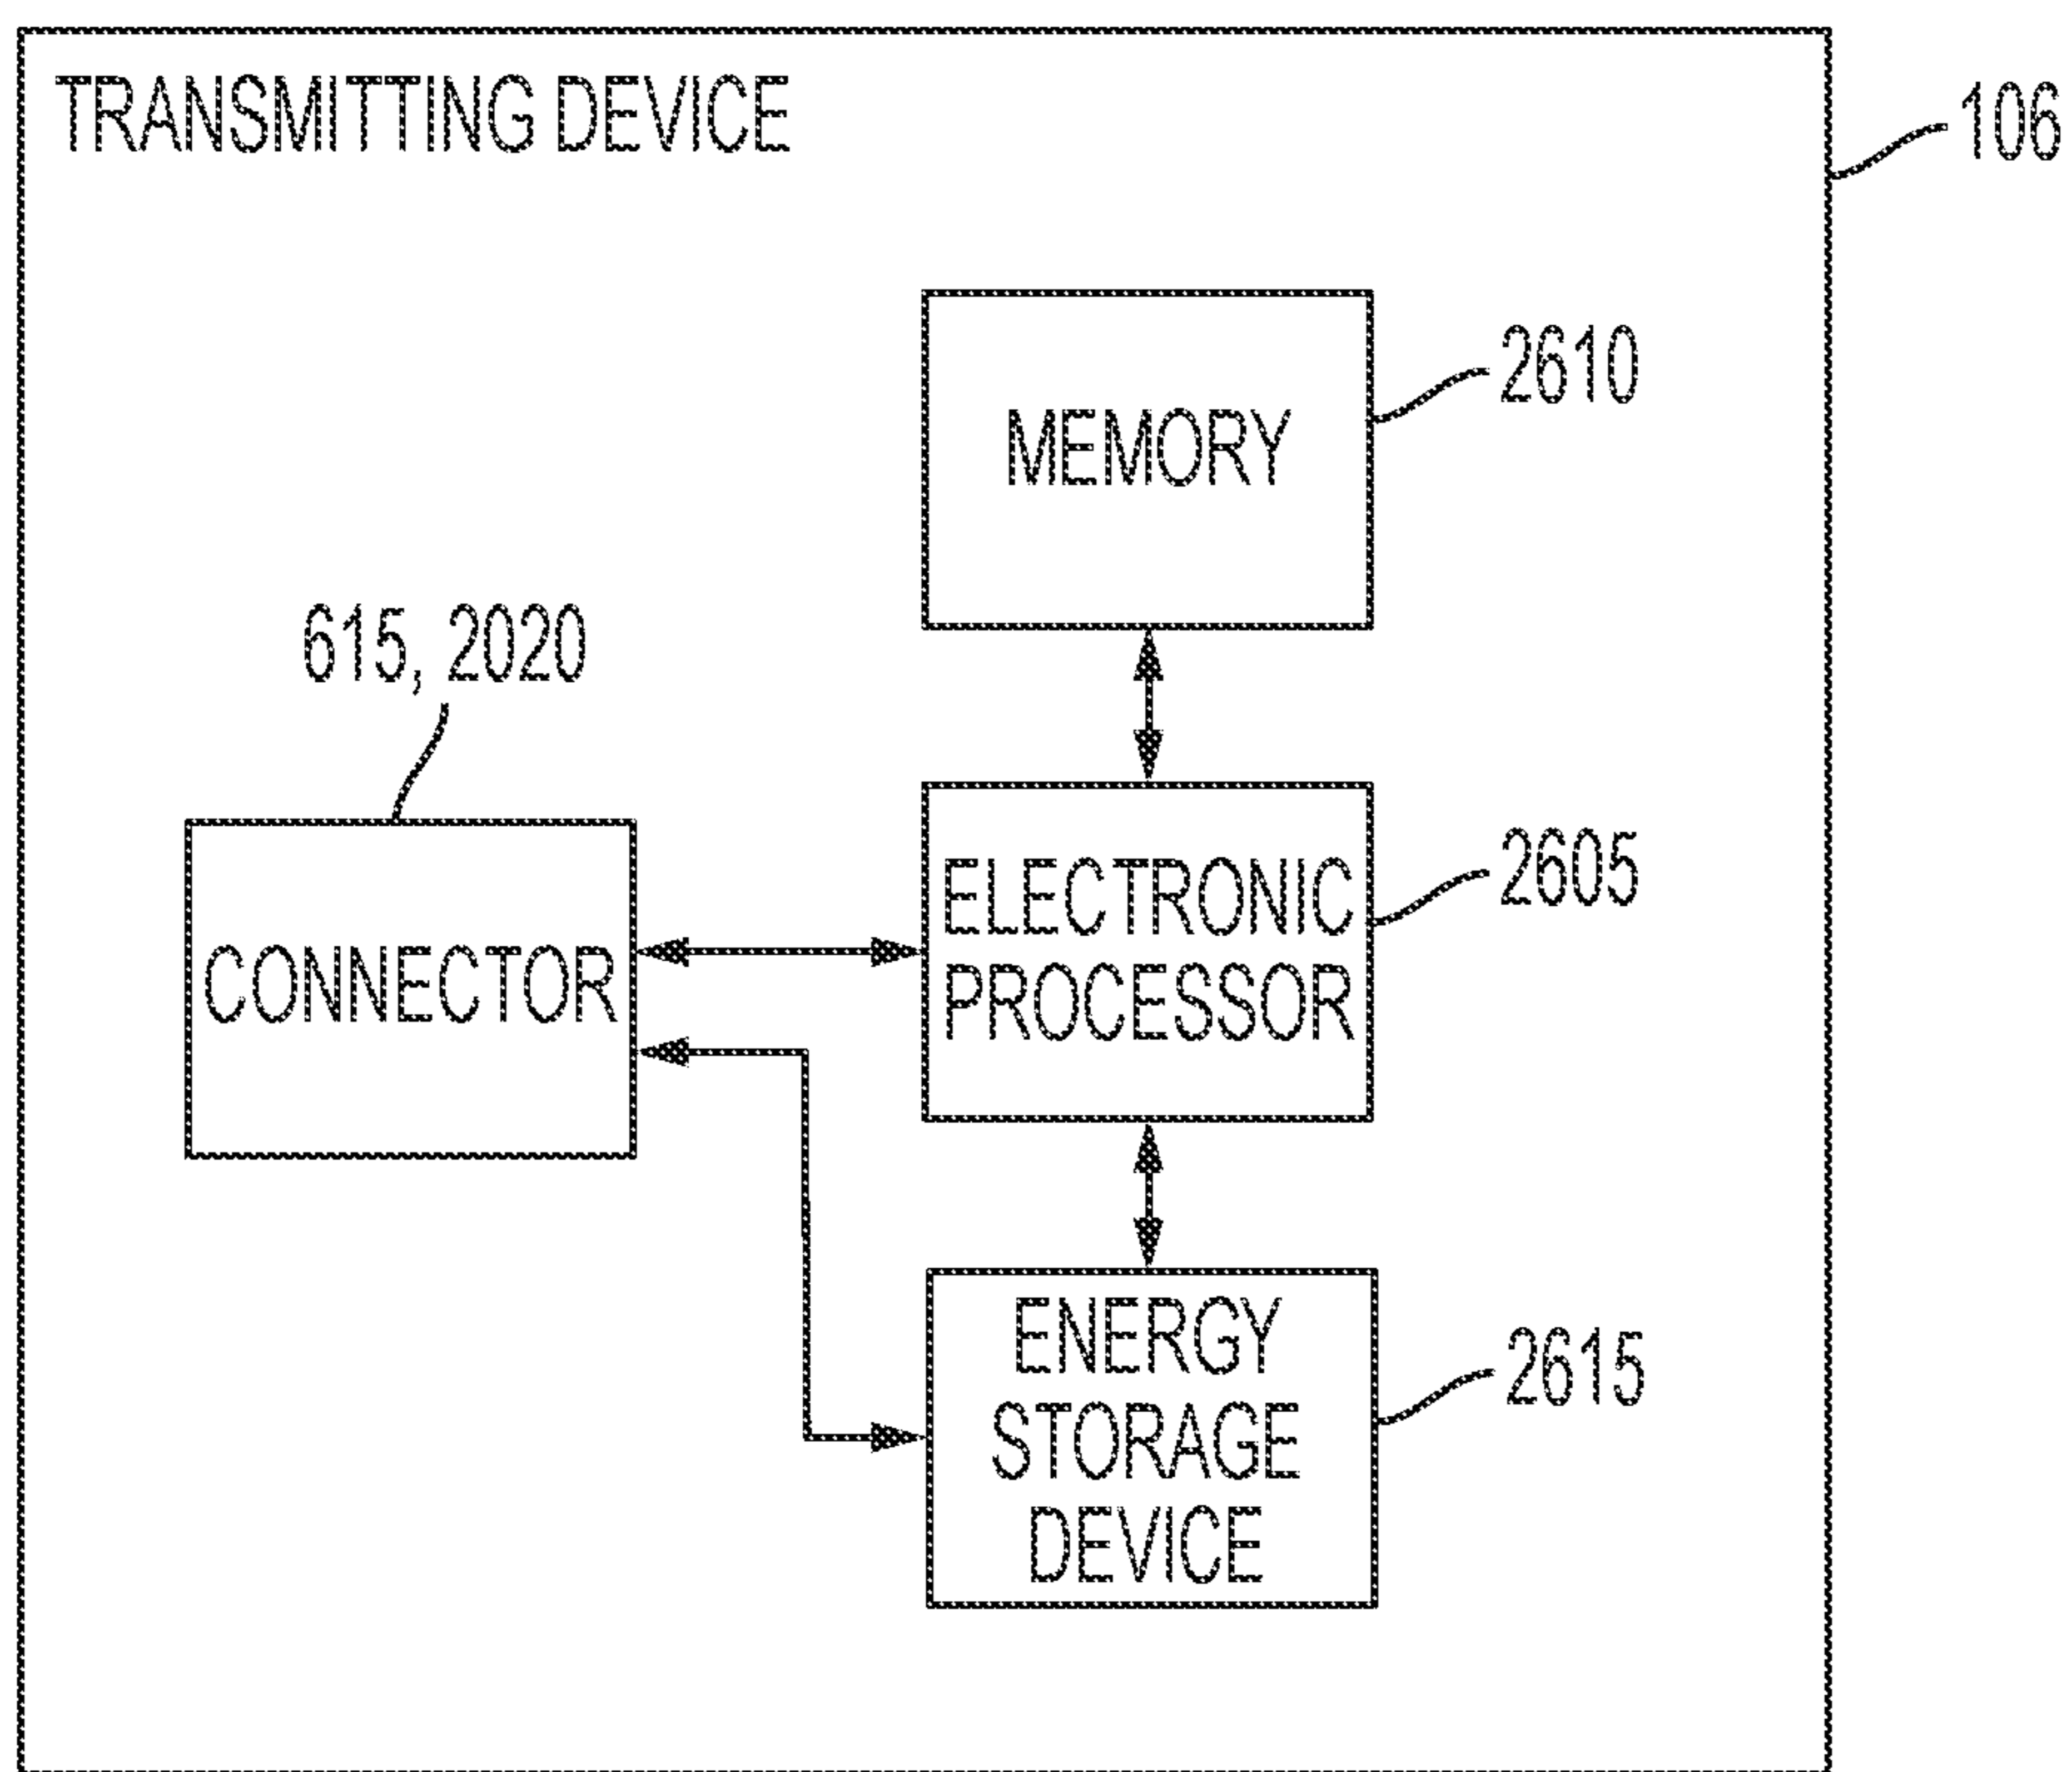 TRANSMITTING DEVICE
106
MEMORY
2610
615, 2020
CONNECTOR
ELECTRONIC
PROCESSOR
2605
ENERGY
STORAGE
DEVICE
2615